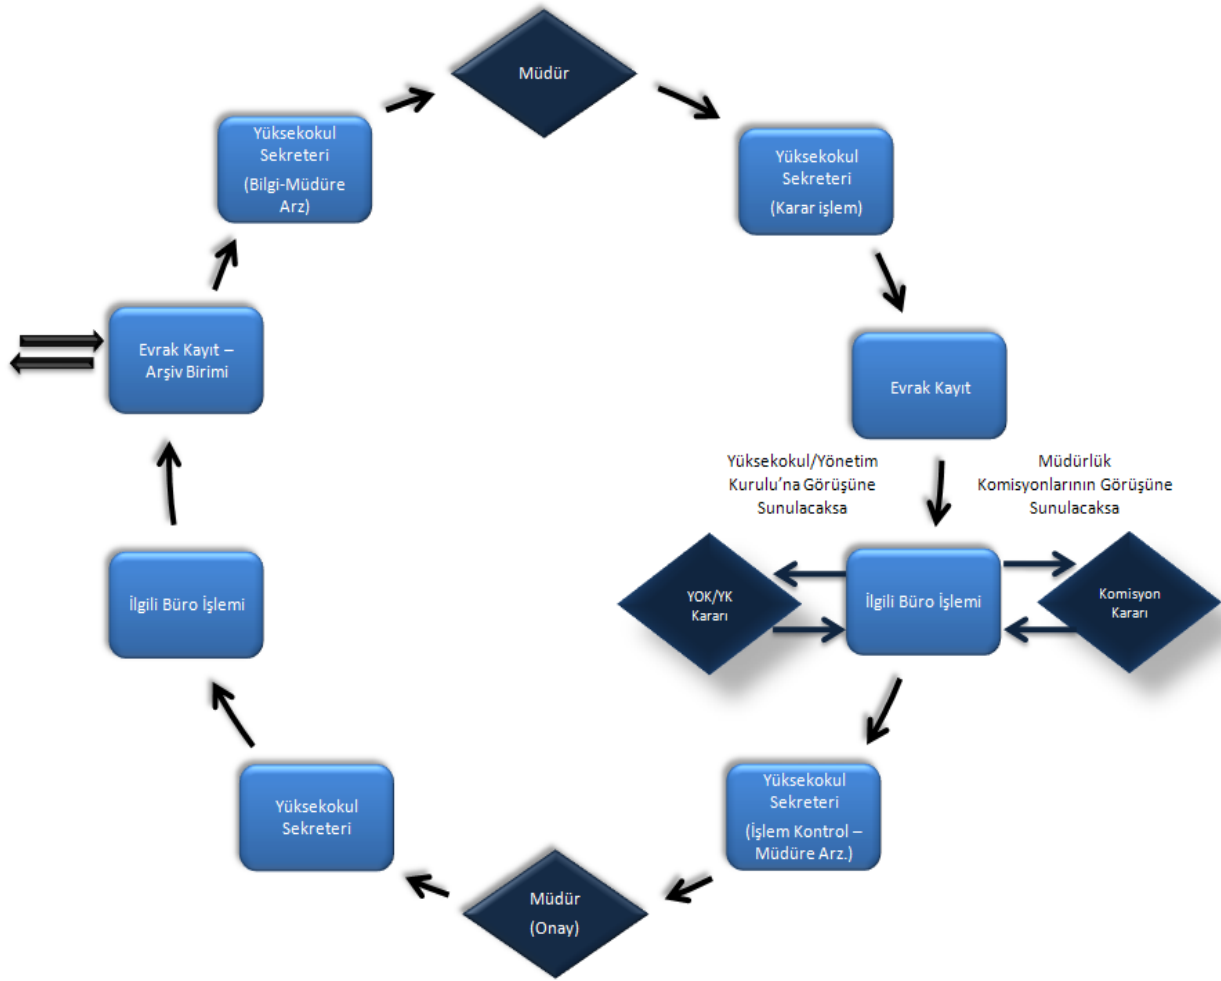 Müdür
Yüksekokul
Sekreteri
(Bilgi-Müdüre
Arz)
Yüksekokul
Sekreteri
(Karar işlem)
Evrak Kayıt –
Arşiv Birimi
Evrak Kayıt
Yüksekokul/Yönetim
Kurulu’na Görüşüne
Sunulacaksa
Müdürlük
Komisyonlarının Görüşüne
Sunulacaksa
İlgili Büro İşlemi
YOK/YK
Kararı
İlgili Büro İşlemi
Komisyon
Kararı
Yüksekokul
Sekreteri
Yüksekokul
Sekreteri
(İşlem Kontrol –
Müdüre Arz.)
Müdür
(Onay)